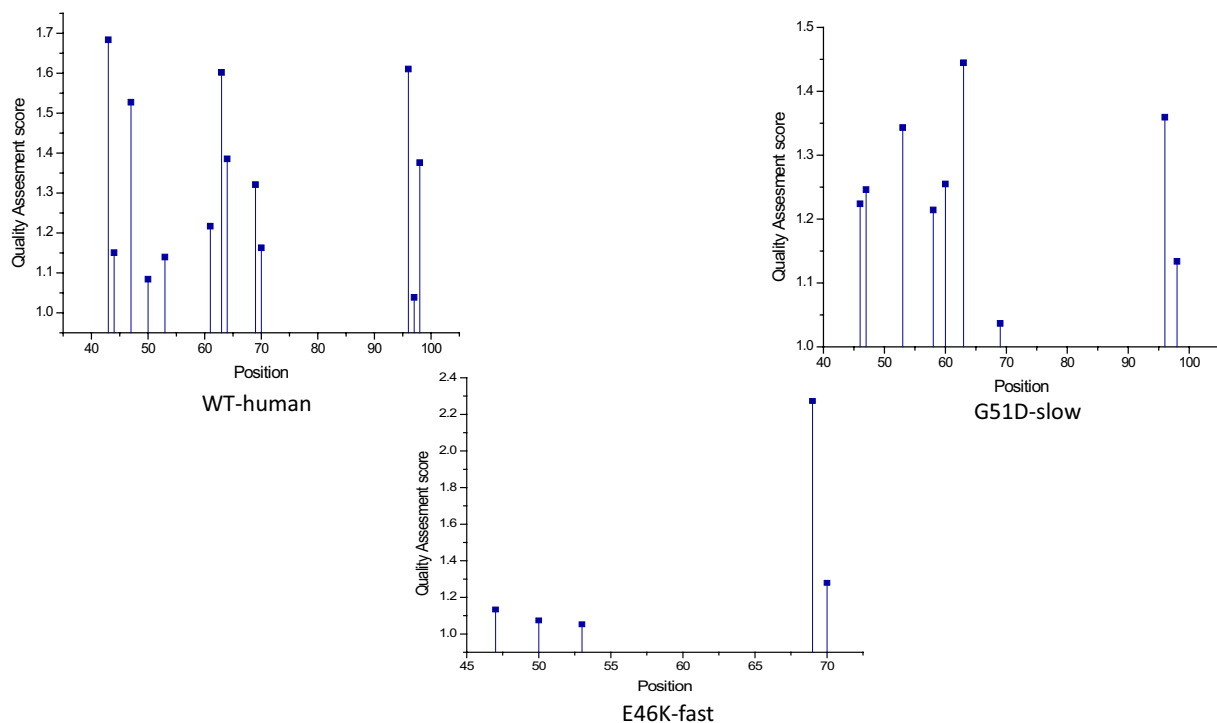 Quality Assesment score
1.7
1.6
1.5
1.4
1.3
1.2
1.1
1.0
40 50 60 70 80 90 100
Position
WT-human
Quality Assesment score
1.5
1.4
1.3
1.2
1.1
1.0
40 50 60 70 80 90 100
Position
G51D-slow
Quality Assesment score
2.4
2.2
2.0
1.8
1.6
1.4
1.2
1.0
45 50 55 60 65 70
Position
E46K-fast